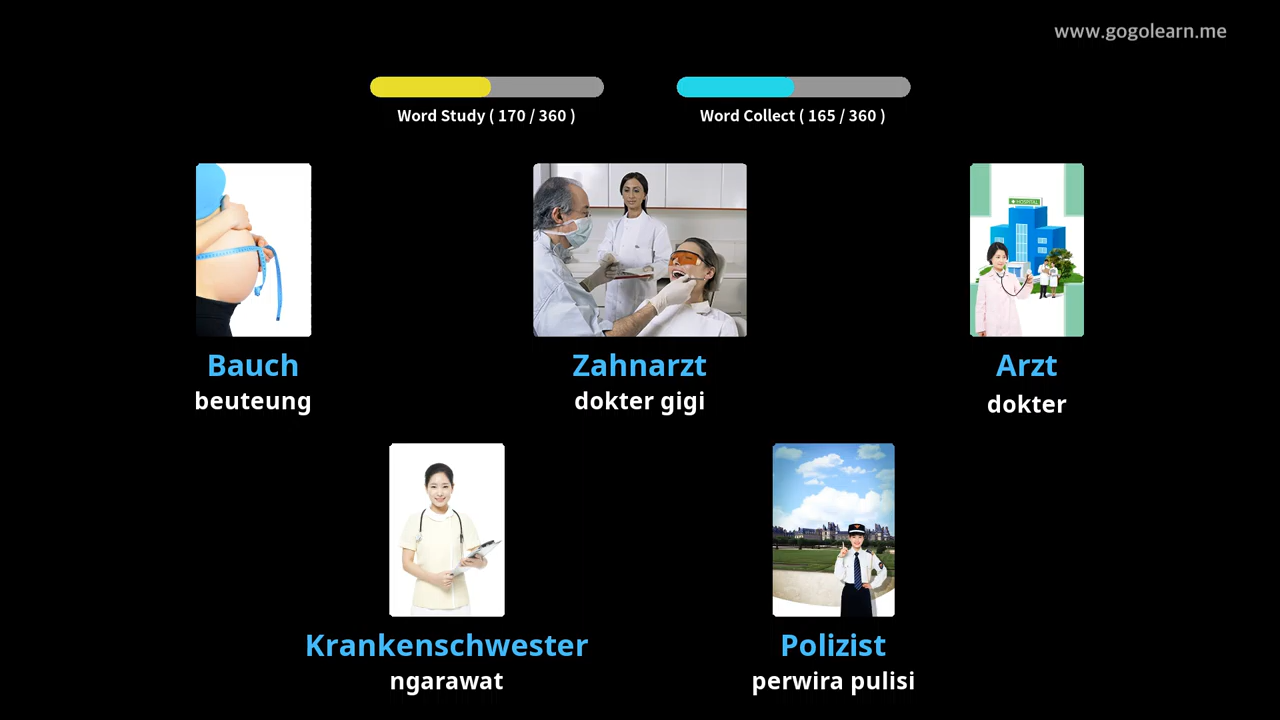 www.gogolearn.me
Word Study ( 170 / 360 )
Word Collect ( 165 / 360 )
HOSPITAL
Bauch
beuteung
Zahnarzt
dokter gigi
Arzt
dokter
Krankenschwester
ngarawat
Polizist
perwira pulisi